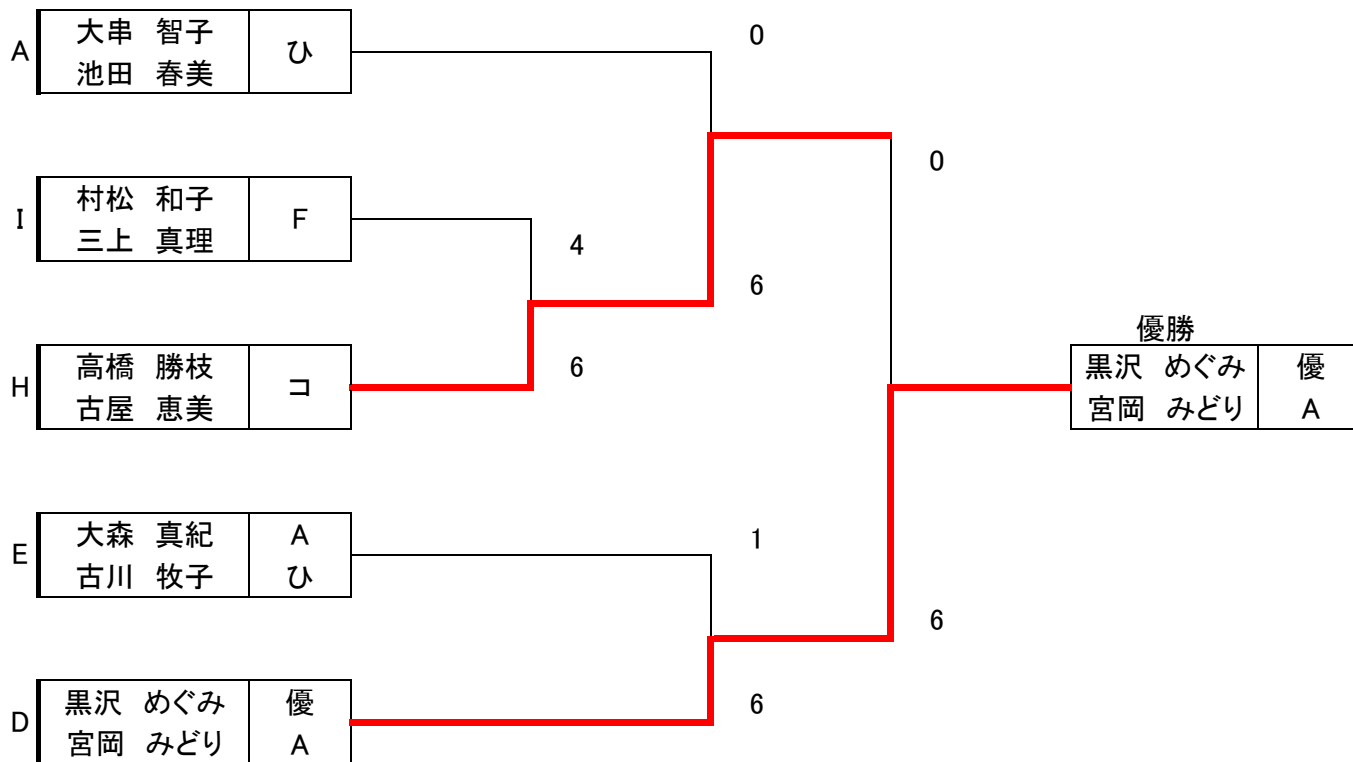 A
大串 智子
池田 春美
ひ
0
I
村松 和子
三上 真理
F
4
0
6
H
高橋 勝枝
古屋 恵美
コ
6
優勝
黒沢 めぐみ 優
宮岡 みどり A
E
大森 真紀 A
古川 牧子 ひ
1
6
D
黒沢 めぐみ 優
宮岡 みどり A
6